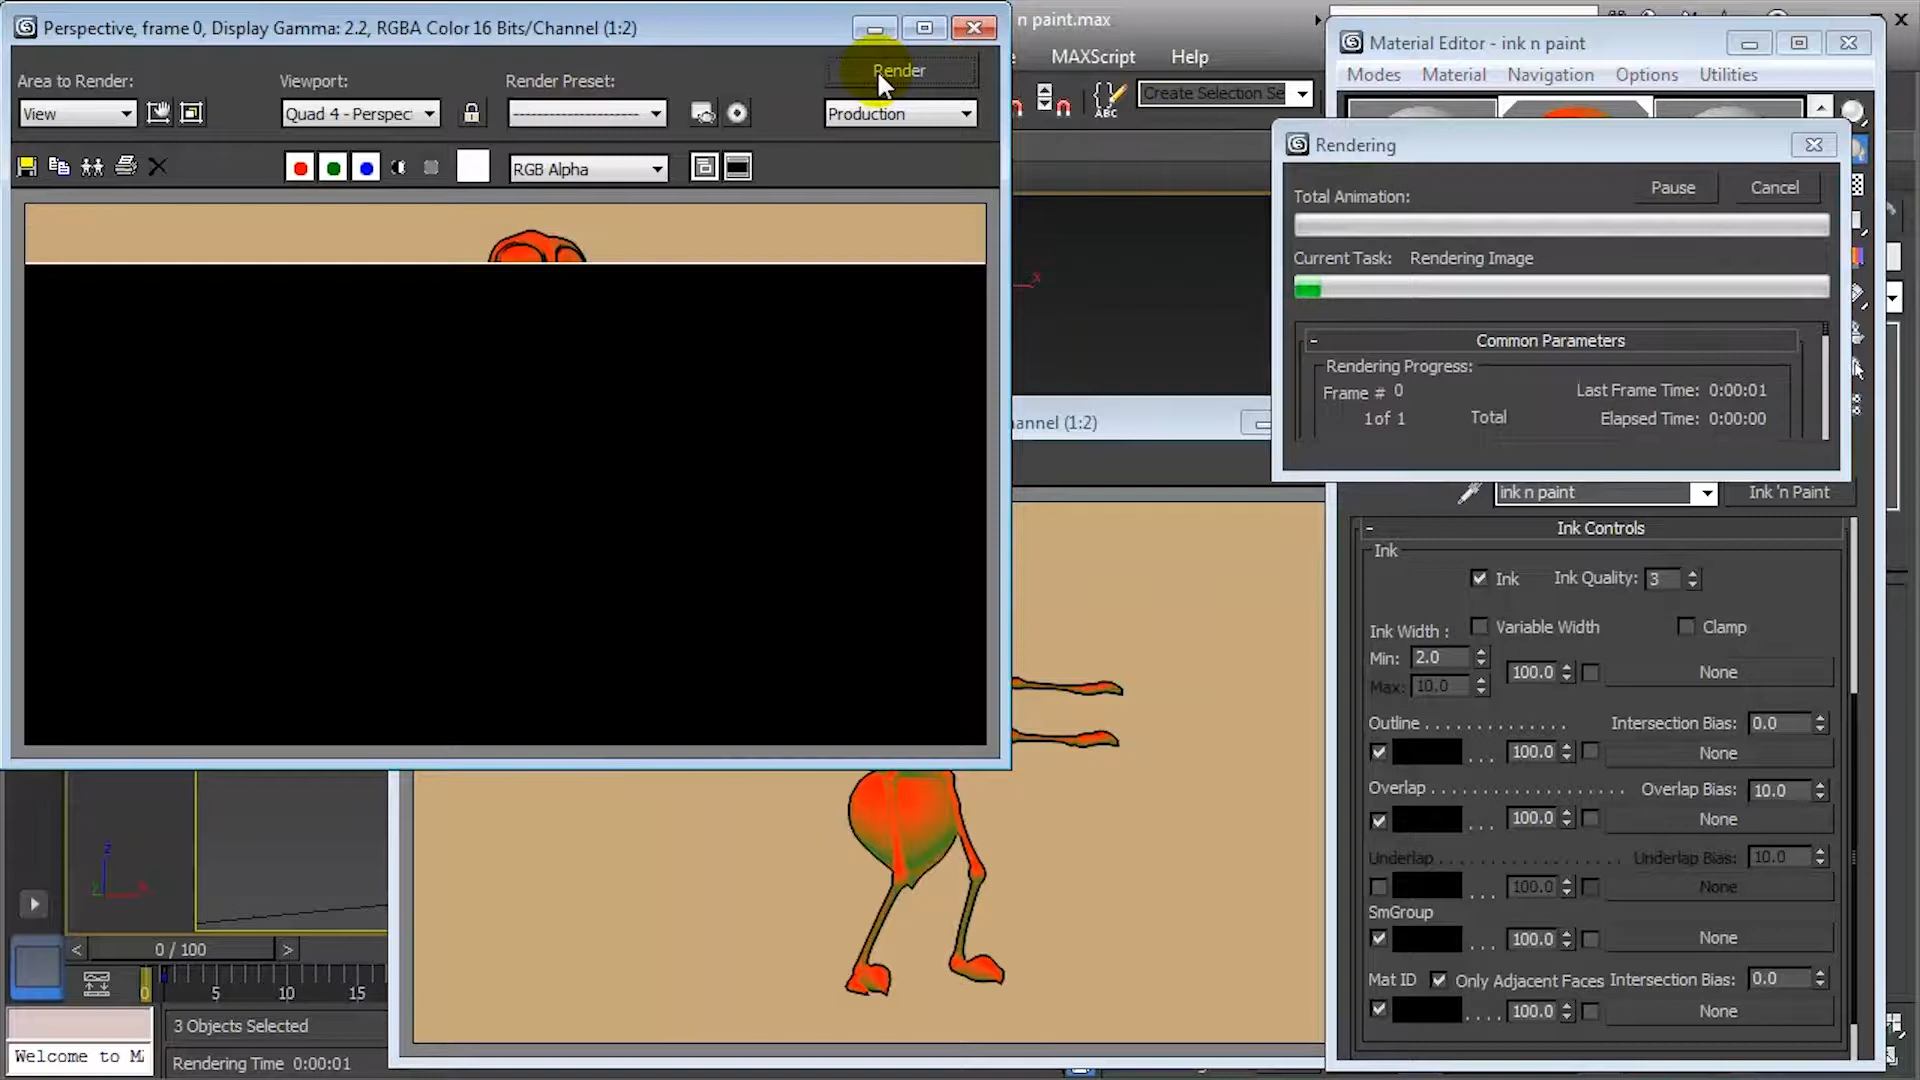 Perspective, frame 0, Display Gamma: 2.2, RGBA Color 16 Bits/Channel (1:2)
n paint.max
Area to Render:
Viewport:
Render Preset:
Render
View
Quad 4 - Perspec
--------------------
Production
RGB Alpha
MAXScript
Help
ABC
Create Selection Se
Material Editor - ink n paint
Modes
Material
Navigation
Options
Utilities
Rendering
Total Animation:
Pause
Cancel
Current Task:
Rendering Image
- Common Parameters
Rendering Progress:
Frame # 0
Last Frame Time: 0:00:01
1 of 1
Total
Elapsed Time: 0:00:00
x
annel (1:2)
ink n paint
Ink 'n Paint
- Ink Controls
Ink
Ink
Ink Quality: 3
Ink Width :
Variable Width
Clamp
Min: 2.0
Max: 10.0
100.0
None
Outline . . . . . . . . . . . . .
Intersection Bias: 0.0
. . . 100.0
None
Overlap . . . . . . . . . . . . . . . . . .
Overlap Bias: 10.0
. . . 100.0
None
Underlap . . . . . . . . . . . . . . . . .
Underlap Bias: 10.0
. . . 100.0
None
SmGroup
. . . 100.0
None
Mat ID
Only Adjacent Faces
Intersection Bias: 0.0
. . . . 100.0
None
z
y
x
<
0 / 100
>
0
5
10
15
3 Objects Selected
Welcome to M
Rendering Time 0:00:01